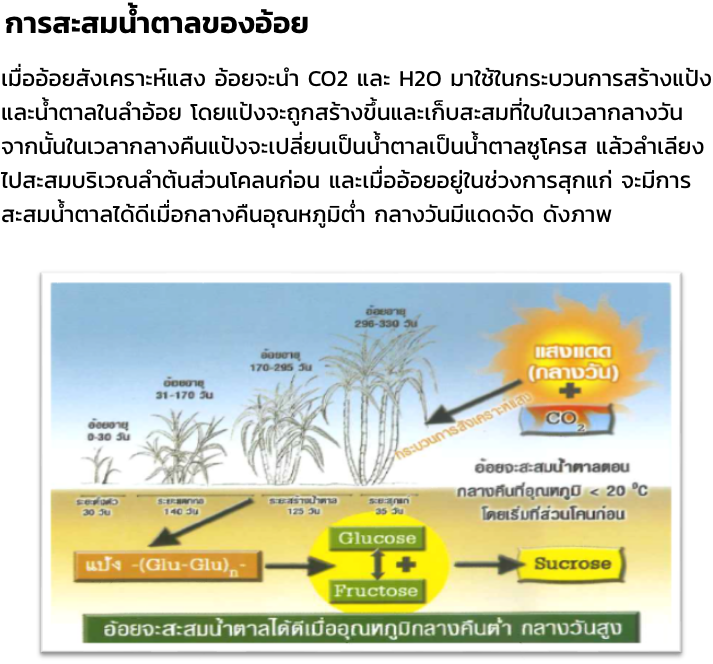 การสะสมน้ำตาลของอ้อย
เมื่ออ้อยสังเคราะห์แสง อ้อยจะนำ CO2 และ H2O มาใช้ในกระบวนการสร้างแป้ง
และน้ำตาลในลำอ้อย โดยแป้งจะถูกสร้างขึ้นและเก็บสะสมที่ใบในเวลากลางวัน
จากนั้นในเวลากลางคืนแป้งจะเปลี่ยนเป็นน้ำตาลเป็นน้ำตาลซูโครส แล้วลำเลียง
ไปสะสมบริเวณลำต้นส่วนโคลนก่อน และเมื่ออ้อยอยู่ในช่วงการสุกแก่ จะมีการ
สะสมน้ำตาลได้ดีเมื่อกลางคืนอุณหภูมิต่ำ กลางวันมีแดดจัด ดังภาพ
อ้อยอายุ
0-30 วัน
อ้อยอายุ
31-170 วัน
อ้อยอายุ
170-295 วัน
อ้อยอายุ
296-330 วัน
แสงแดด
(กลางวัน)
+
CO2
กระบวนการสังเคราะห์แสง
อ้อยจะสะสมน้ำตาลตอน
กลางคืนที่อุณหภูมิ < 20 °C
โดยเริ่มที่ส่วนโคนก่อน
ระยะตั้งตัว
30 วัน
ระยะแตกกอ
140 วัน
ระยะสร้างน้ำตาล
125 วัน
ระยะสุกแก่
35 วัน
แป้ง -(Glu-Glu)n-
Glucose
+
Fructose
Sucrose
อ้อยจะสะสมน้ำตาลได้ดีเมื่ออุณหภูมิกลางคืนต่ำ กลางวันสูง